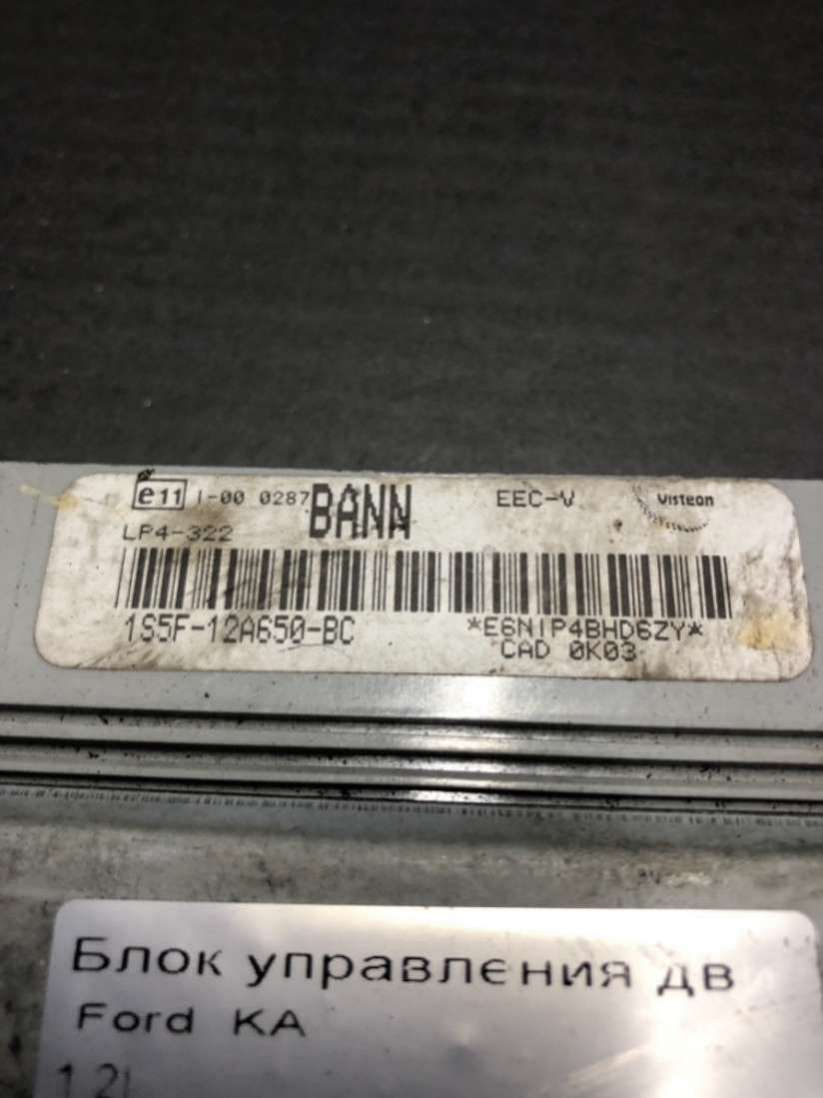 e11 I-00 0287 BANN EEC-V Visteon
LP4-322
1S5F-12A650-BC *E6NIP4BHD6ZY*
CAD 0K03
Блок управления дв
Ford KA
1.2l